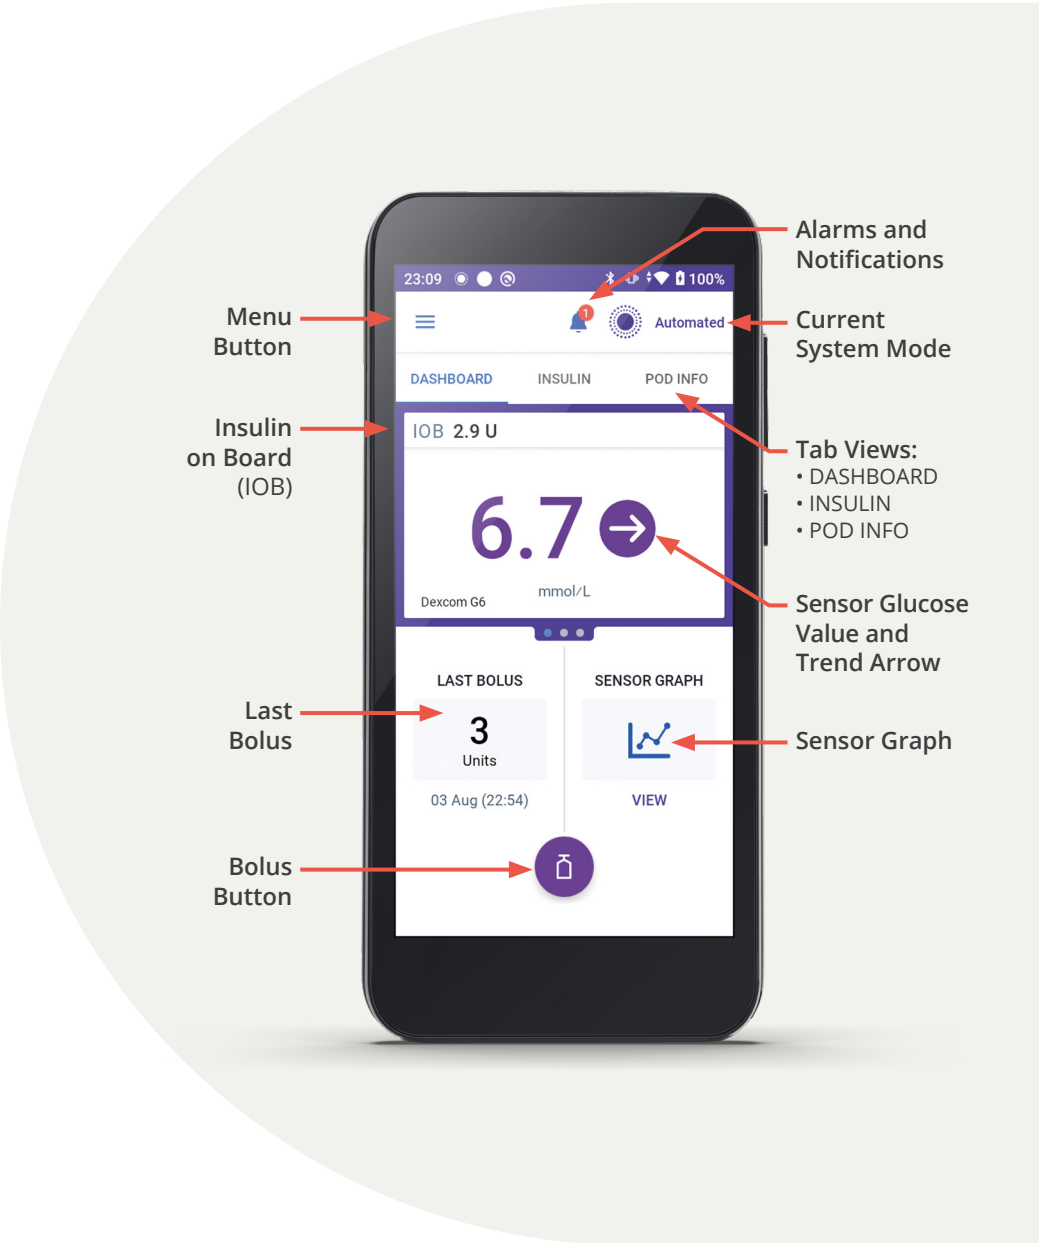 Alarms and
Notifications
23:09
100%
Menu
Button
1
Automated
Current
System Mode
DASHBOARD
INSULIN
POD INFO
Insulin
on Board
(IOB)
IOB 2.9 U
Tab Views:
• DASHBOARD
• INSULIN
• POD INFO
6.7
mmol/L
Dexcom G6
Sensor Glucose
Value and
Trend Arrow
LAST BOLUS
SENSOR GRAPH
Last
Bolus
3
Units
Sensor Graph
03 Aug (22:54)
VIEW
Bolus
Button